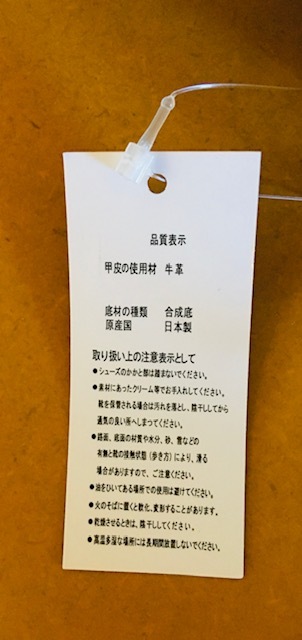 品質表示
甲皮の使用材 牛革
底材の種類 合成底
原産国 日本製
取り扱い上の注意表示として
●シューズのかかと部は踏まないでください。
●素材にあったクリーム等でお手入れしてください。
靴を保管される場合は汚れを落とし、陰干ししてから
通気の良い所へしまってください。
●路面、底面の材質や水分、砂、雪などの
有無と靴の接触状態(歩き方)により、滑る
場合がありますので、ご注意ください。
●油をひいてある場所での使用は避けてください。
●火のそばに置くと軟化、変形することがあります。
●乾燥させるときは、陰干ししてください。
●高温多湿な場所には長期間放置しないでください。